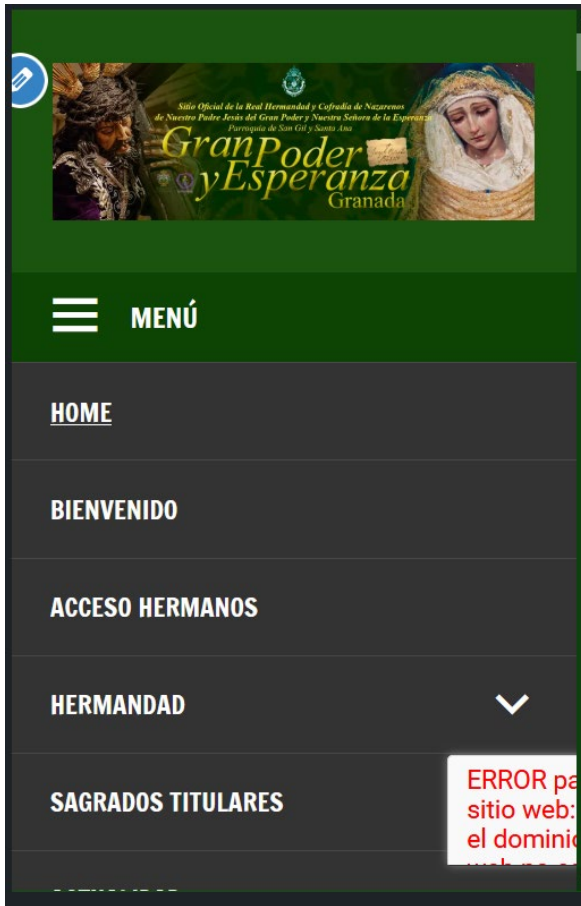 Sitio Oficial de la Real Hermandad y Cofradía de Nazarenos
de Nuestro Padre Jesús del Gran Poder y Nuestra Señora de la Esperanza
Parroquia de San Gil y Santa Ana
Gran Poder
y Esperanza
Granada
MENÚ
HOME
BIENVENIDO
ACCESO HERMANOS
HERMANDAD
SAGRADOS TITULARES
ERROR pa
sitio web:
el dominio